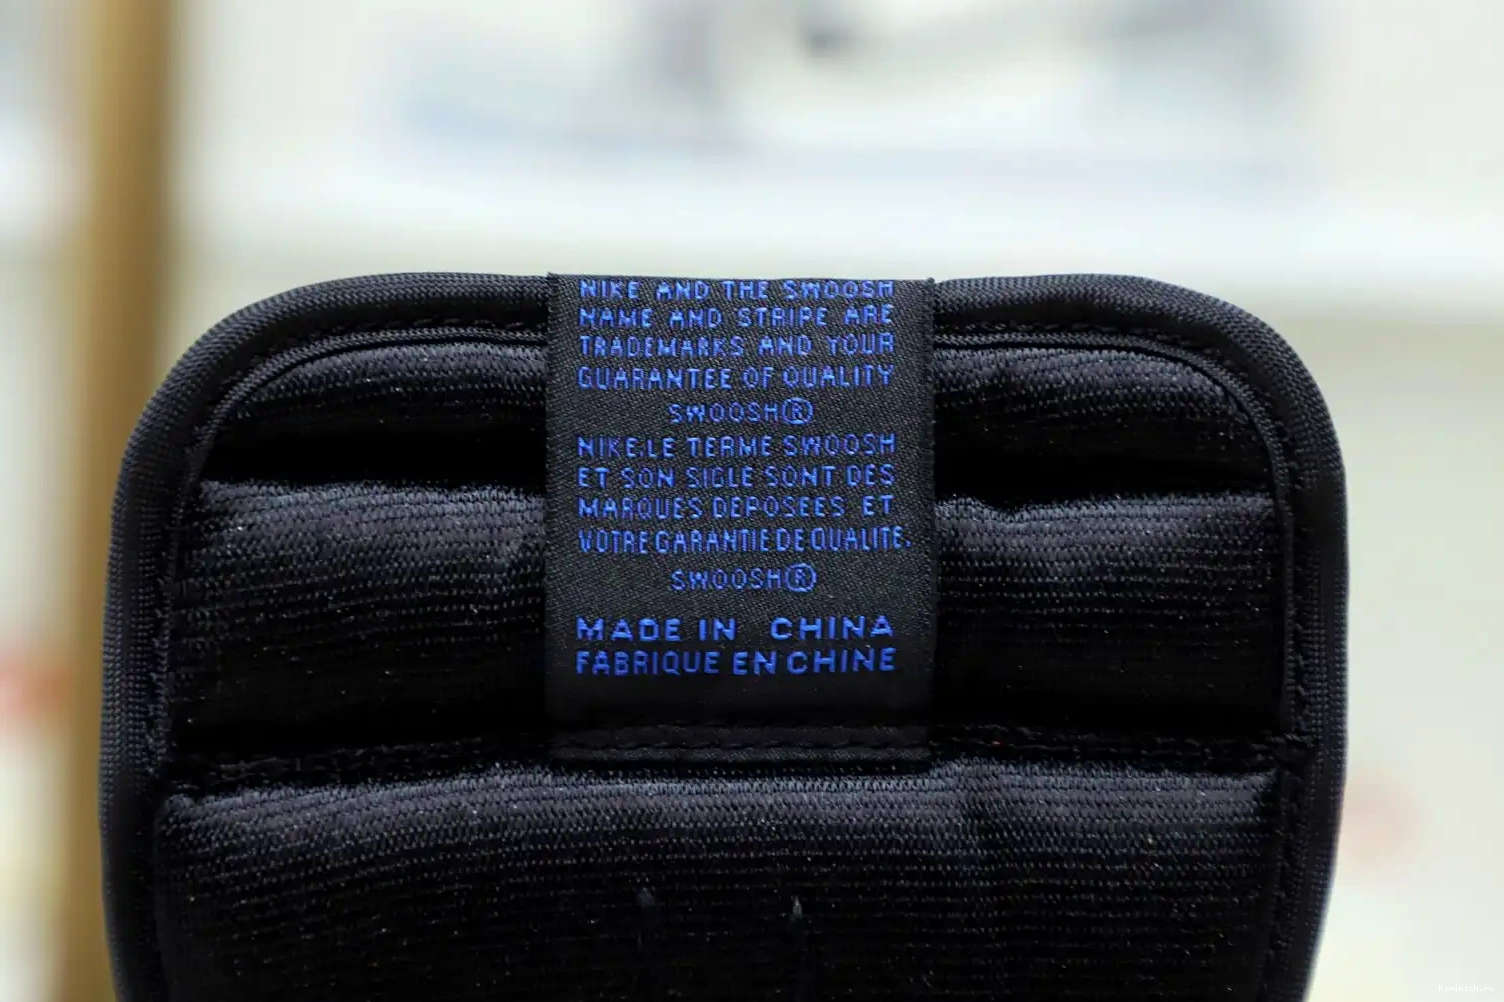 NIKE AND THE SWOOSH
NAME AND STRIPE ARE
TRADEMARKS AND YOUR
GUARANTEE OF QUALITY
SWOOSH®
NIKE.LE TERME SWOOSH
ET SON SIGLE SONT DES
MARQUES DEPOSEES ET
VOTRE GARANTIE DE QUALITE.
SWOOSH®
MADE IN CHINA
FABRIQUE EN CHINE